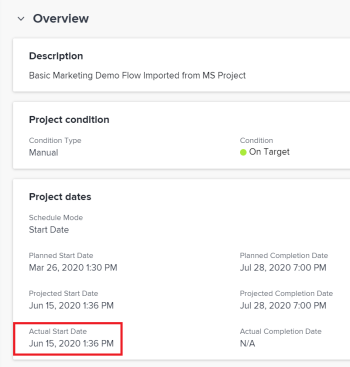 Overview
Description
Basic Marketing Demo Flow Imported from MS Project
Project condition
Condition Type
Condition
Manual
On Target
Project dates
Schedule Mode
Start Date
Planned Start Date
Planned Completion Date
Mar 26, 2020 1:30 PM
Jul 28, 2020 7:00 PM
Projected Start Date
Projected Completion Date
Jun 15, 2020 1:36 PM
Jul 28, 2020 7:00 PM
Actual Start Date
Actual Completion Date
Jun 15, 2020 1:36 PM
N/A